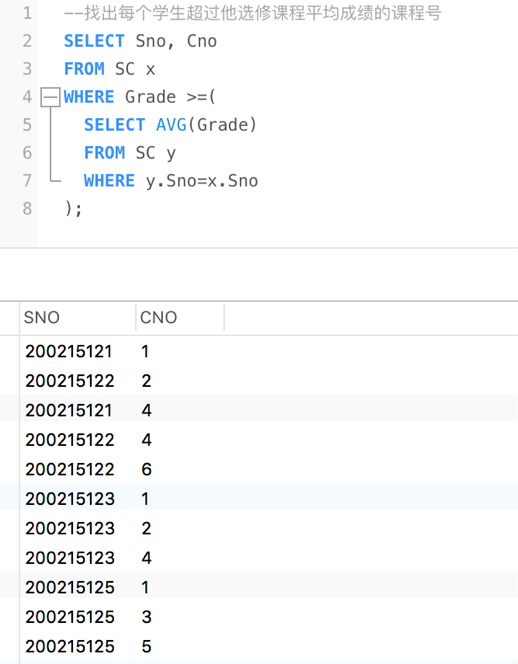 1 --找出每个学生超过他选修课程平均成绩的课程号
2 SELECT Sno, Cno
3 FROM SC x
4 WHERE Grade >=(
5 SELECT AVG(Grade)
6 FROM SC y
7 WHERE y.Sno=x.Sno
8 );
SNO CNO
200215121 1
200215122 2
200215121 4
200215122 4
200215122 6
200215123 1
200215123 2
200215123 4
200215125 1
200215125 3
200215125 5